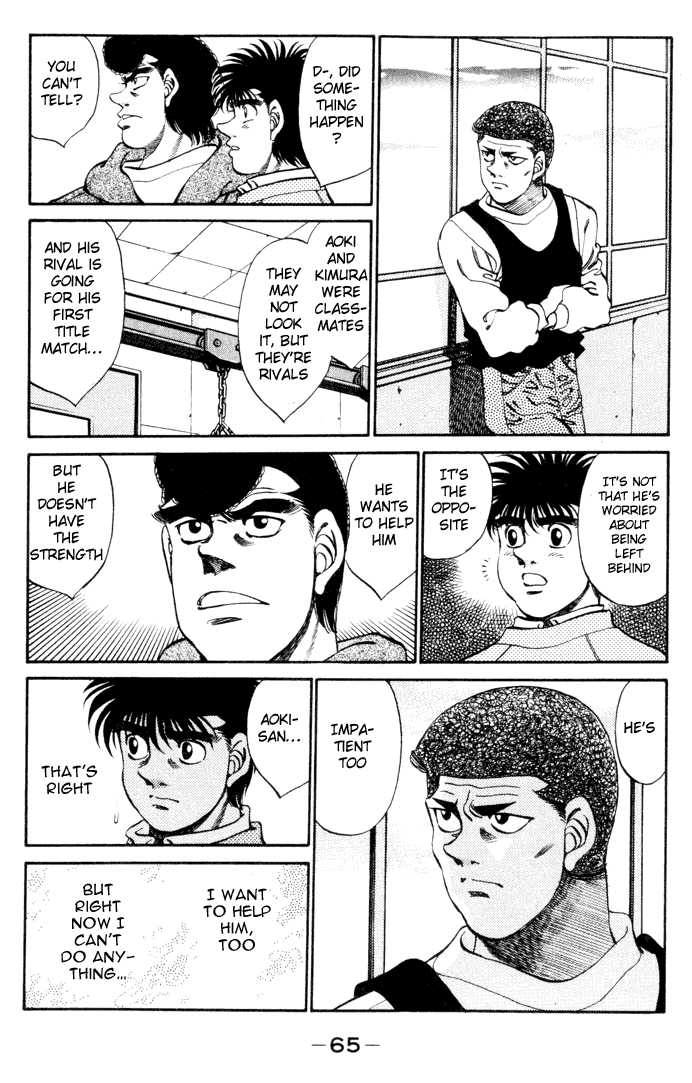 D-, DID
SOME-
THING
HAPPEN
?
YOU
CAN'T
TELL?
AOKI
AND
KIMURA
WERE
CLASS-
MATES
THEY
MAY
NOT
LOOK
IT, BUT
THEY'RE
RIVALS
AND HIS
RIVAL IS
GOING
FOR HIS
FIRST
TITLE
MATCH...
IT'S NOT
THAT HE'S
WORRIED
ABOUT
BEING
LEFT
BEHIND
IT'S
THE
OPPO-
SITE
HE
WANTS
TO HELP
HIM
BUT
HE
DOESN'T
HAVE
THE
STRENGTH
HE'S
IMPA-
TIENT
TOO
AOKI-
SAN...
THAT'S
RIGHT
I WANT
TO HELP
HIM,
TOO
BUT
RIGHT
NOW I
CAN'T
DO ANY-
THING...
-65-